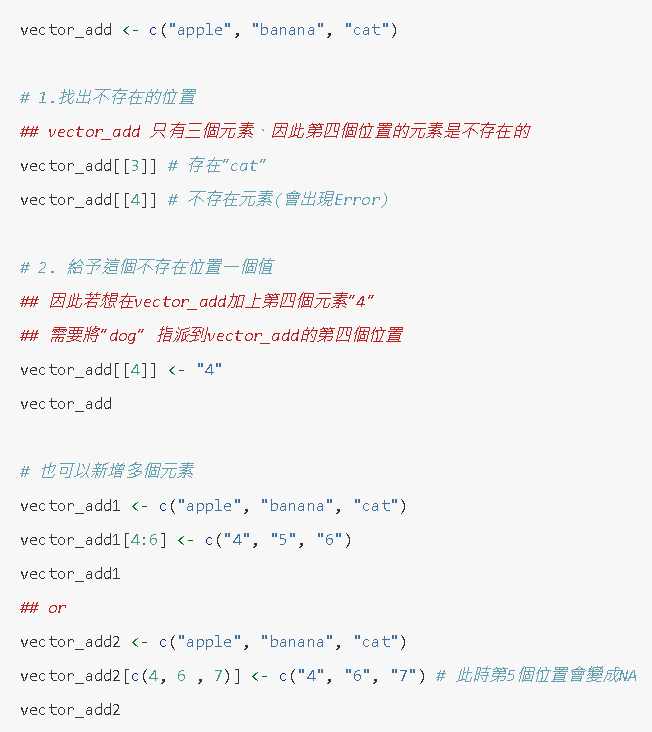 vector_add <- c("apple", "banana", "cat")
# 1.找出不存在的位置
## vector_add 只有三個元素、因此第四個位置的元素是不存在的
vector_add[[3]] # 存在"cat"
vector_add[[4]] # 不存在元素(會出現Error)
# 2. 給予這個不存在位置一個值
## 因此若想在vector_add加上第四個元素"4"
## 需要將"dog" 指派到vector_add的第四個位置
vector_add[[4]] <- "4"
vector_add
# 也可以新增多個元素
vector_add1 <- c("apple", "banana", "cat")
vector_add1[4:6] <- c("4", "5", "6")
vector_add1
## or
vector_add2 <- c("apple", "banana", "cat")
vector_add2[c(4, 6 , 7)] <- c("4", "6", "7") # 此時第5個位置會變成NA
vector_add2